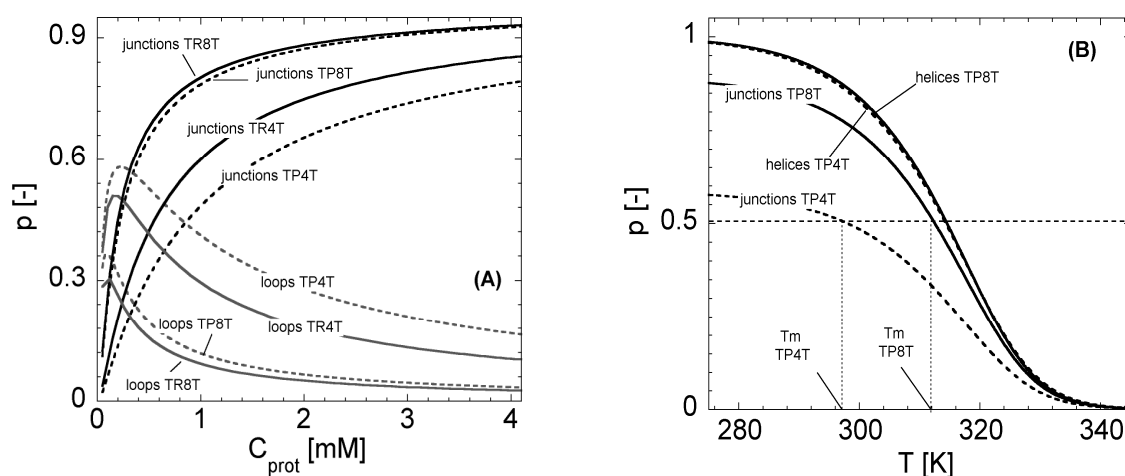 0.9
0.6
0.3
0
p [-]
junctions TR8T
junctions TP8T
junctions TR4T
junctions TP4T
(A)
loops TP4T
loops TR4T
loops TP8T
loops TR8T
0
1
2
3
4
C_prot [mM]
1
0.5
0
p [-]
(B)
helices TP8T
junctions TP8T
helices TP4T
junctions TP4T
Tm
TP4T
Tm
TP8T
280
300
320
340
T [K]